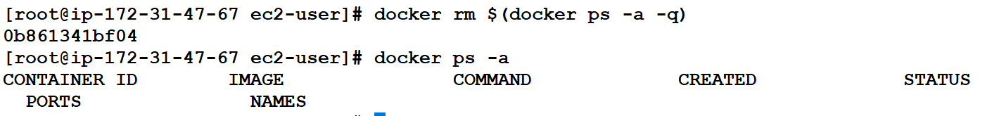 [root@ip-172-31-47-67 ec2-user]# docker rm $(docker ps -a -q)
0b861341bf04
[root@ip-172-31-47-67 ec2-user]# docker ps -a
CONTAINER ID        IMAGE               COMMAND             CREATED             STATUS
  PORTS               NAMES